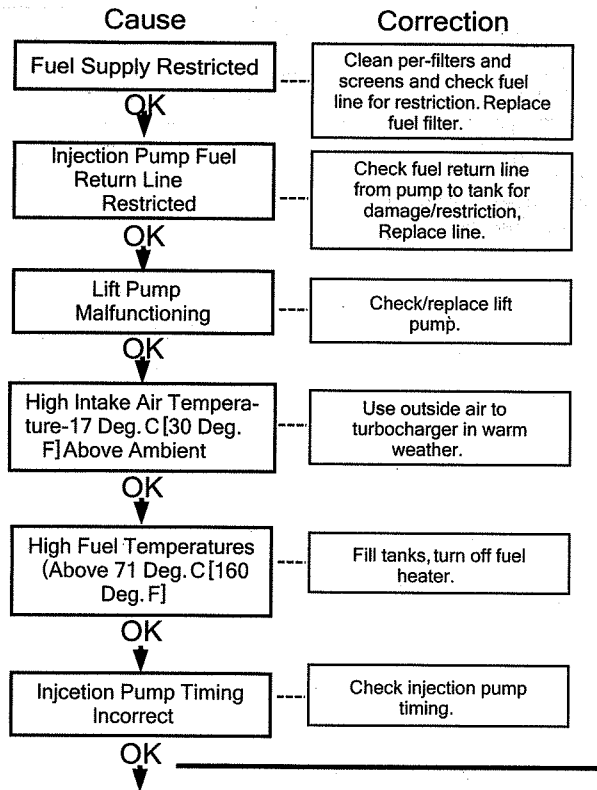 Cause
Correction
Fuel Supply Restricted
Clean per-filters and
screens and check fuel
line for restriction. Replace
fuel filter.
OK
Injection Pump Fuel
Return Line
Restricted
Check fuel return line
from pump to tank for
damage/restriction,
Replace line.
OK
Lift Pump
Malfunctioning
Check/replace lift
pump.
OK
High Intake Air Tempera-
ture-17 Deg. C [30 Deg.
F] Above Ambient
Use outside air to
turbocharger in warm
weather.
OK
High Fuel Temperatures
(Above 71 Deg. C [160
Deg. F]
Fill tanks, turn off fuel
heater.
OK
Injcetion Pump Timing
Incorrect
Check injection pump
timing.
OK